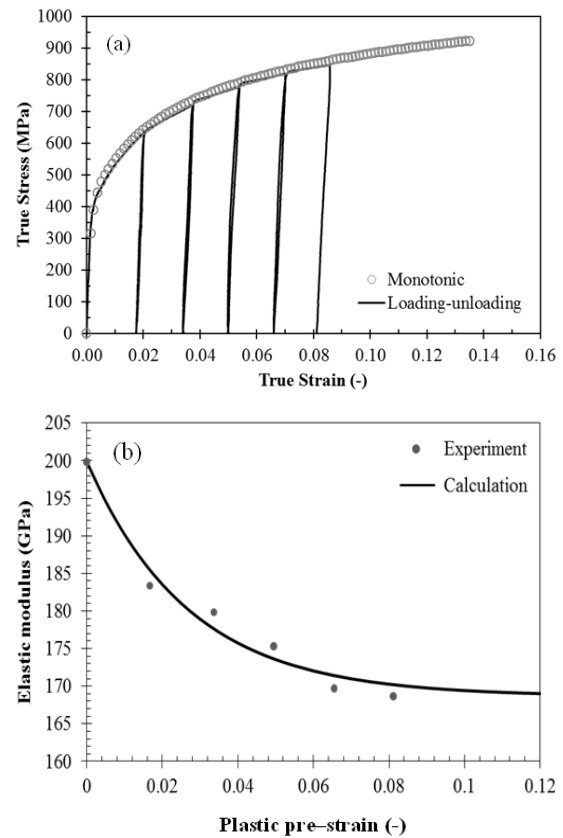 (a)
1000
900
800
700
600
500
400
300
200
100
0
True Stress (MPa)
Monotonic
Loading-unloading
0.00 0.02 0.04 0.06 0.08 0.10 0.12 0.14 0.16
True Strain (-)
(b)
205
200
195
190
185
180
175
170
165
160
Elastic modulus (GPa)
Experiment
Calculation
0 0.02 0.04 0.06 0.08 0.1 0.12
Plastic pre–strain (-)